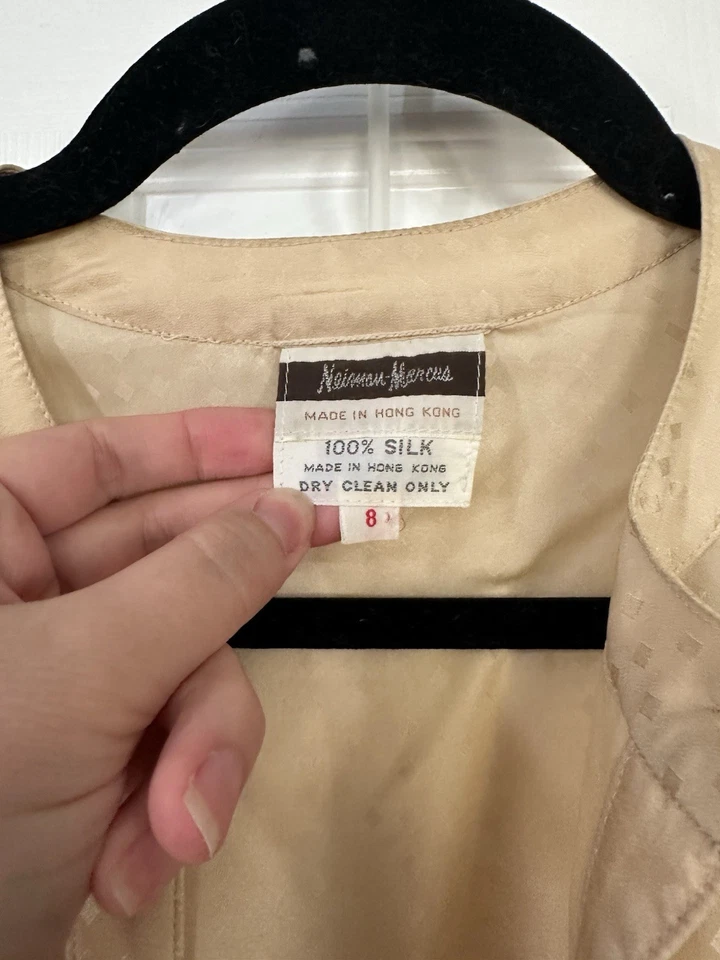 Neiman-Marcus
MADE IN HONG KONG
100% SILK
MADE IN HONG KONG
DRY CLEAN ONLY
8